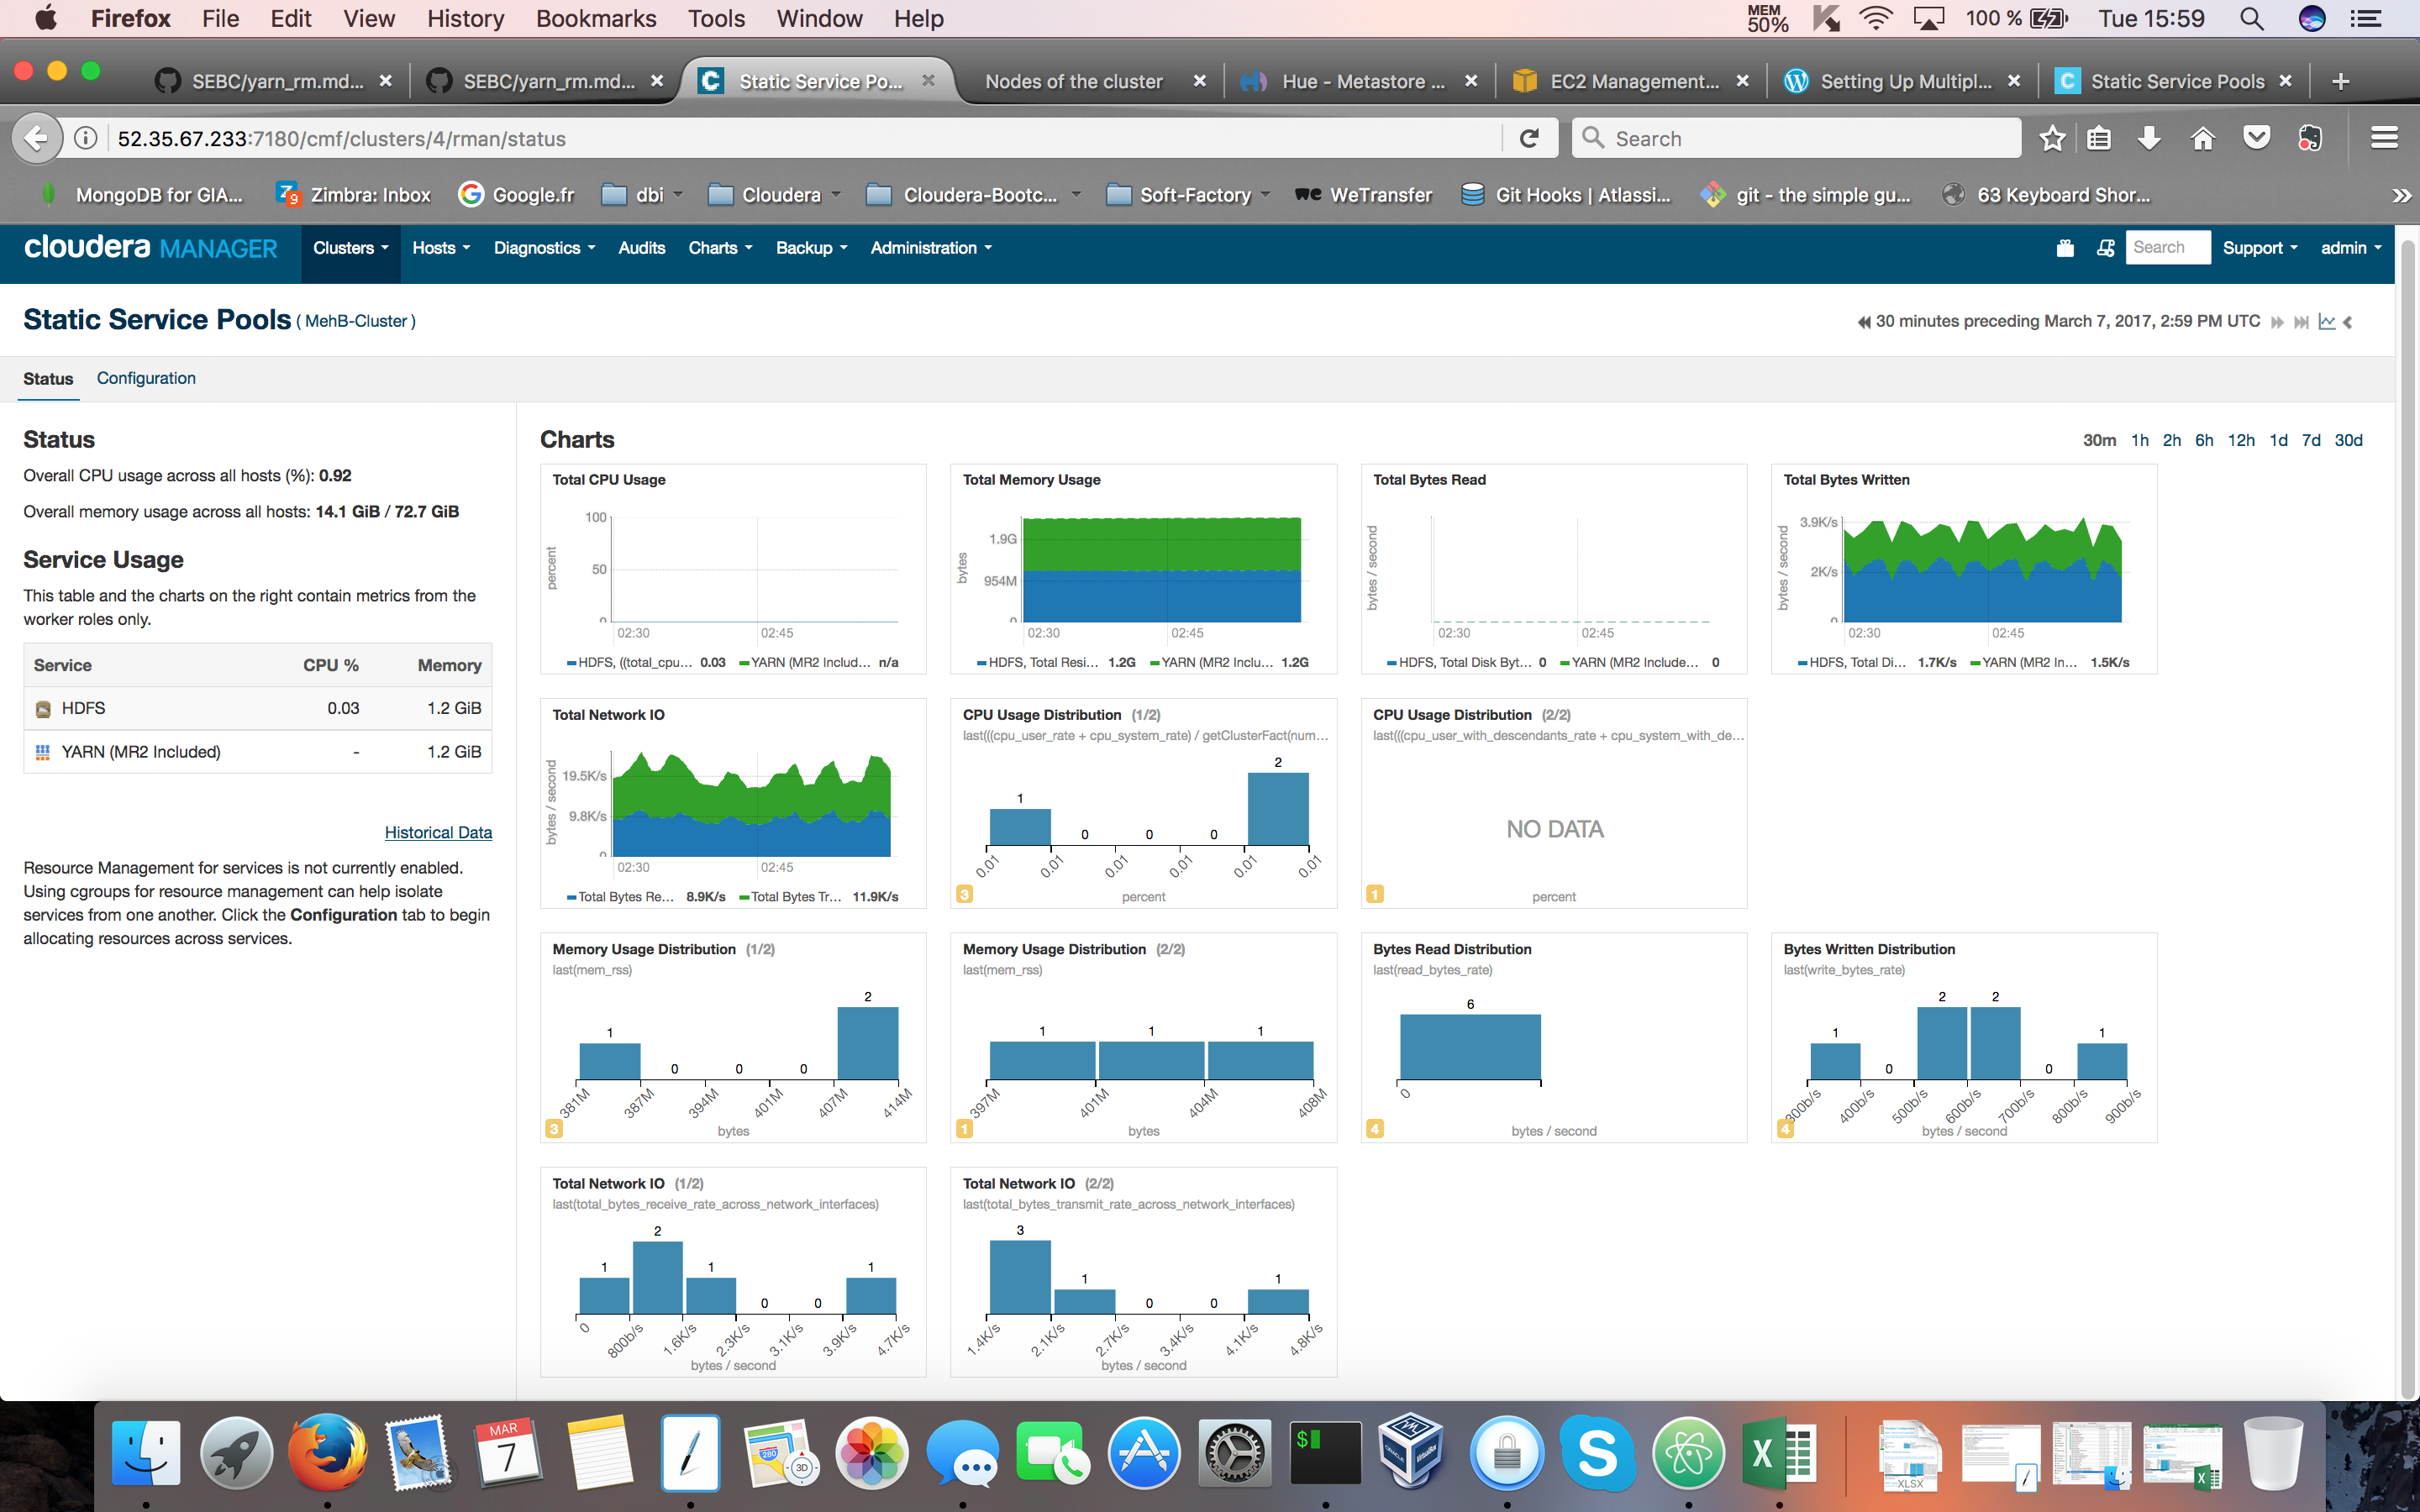 Firefox File Edit View History Bookmarks Tools Window Help MEM 50% 100 % Tue 15:59
SEBC/yarn_rm.md... SEBC/yarn_rm.md... Static Service Po... Nodes of the cluster Hue - Metastore ... EC2 Management... Setting Up Multipl... Static Service Pools
52.35.67.233:7180/cmf/clusters/4/rman/status Search
MongoDB for GIA... Zimbra: Inbox Google.fr dbi Cloudera Cloudera-Bootc... Soft-Factory WeTransfer Git Hooks | Atlassi... git - the simple gu... 63 Keyboard Shor...
cloudera MANAGER Clusters Hosts Diagnostics Audits Charts Backup Administration Search Support admin
Static Service Pools ( MehB-Cluster ) 30 minutes preceding March 7, 2017, 2:59 PM UTC
Status Configuration
Status
Overall CPU usage across all hosts (%): 0.92
Overall memory usage across all hosts: 14.1 GiB / 72.7 GiB
Service Usage
This table and the charts on the right contain metrics from the
worker roles only.
Service CPU % Memory
HDFS 0.03 1.2 GiB
YARN (MR2 Included) - 1.2 GiB
Historical Data
Resource Management for services is not currently enabled.
Using cgroups for resource management can help isolate
services from one another. Click the Configuration tab to begin
allocating resources across services.
Charts 30m 1h 2h 6h 12h 1d 7d 30d
Total CPU Usage
percent
100
50
0
02:30 02:45
HDFS, ((total_cpu... 0.03 YARN (MR2 Includ... n/a
Total Memory Usage
bytes
1.9G
954M
0
02:30 02:45
HDFS, Total Resi... 1.2G YARN (MR2 Inclu... 1.2G
Total Bytes Read
bytes / second
02:30 02:45
HDFS, Total Disk Byt... 0 YARN (MR2 Include... 0
Total Bytes Written
bytes / second
3.9K/s
2K/s
0
02:30 02:45
HDFS, Total Di... 1.7K/s YARN (MR2 In... 1.5K/s
Total Network IO
bytes / second
19.5K/s
9.8K/s
0
02:30 02:45
Total Bytes Re... 8.9K/s Total Bytes Tr... 11.9K/s
CPU Usage Distribution (1/2)
last(((cpu_user_rate + cpu_system_rate) / getClusterFact(num...
1 0 0 0 2
0.01 0.01 0.01 0.01 0.01 0.01
3 percent
CPU Usage Distribution (2/2)
last(((cpu_user_with_descendants_rate + cpu_system_with_de...
NO DATA
1 percent
Memory Usage Distribution (1/2)
last(mem_rss)
1 0 0 0 2
381M 387M 394M 401M 407M 414M
3 bytes
Memory Usage Distribution (2/2)
last(mem_rss)
1 1 1
397M 401M 404M 408M
1 bytes
Bytes Read Distribution
last(read_bytes_rate)
6
0
4 bytes / second
Bytes Written Distribution
last(write_bytes_rate)
1 0 2 2 0 1
300b/s 400b/s 500b/s 600b/s 700b/s 800b/s 900b/s
4 bytes / second
Total Network IO (1/2)
last(total_bytes_receive_rate_across_network_interfaces)
1 2 1 0 0 1
0 800b/s 1.6K/s 2.3K/s 3.1K/s 3.9K/s 4.7K/s
bytes / second
Total Network IO (2/2)
last(total_bytes_transmit_rate_across_network_interfaces)
3 1 0 0 1
1.4K/s 2.1K/s 2.7K/s 3.4K/s 4.1K/s 4.8K/s
bytes / second
MAR
7
280
3D
$
XLSX